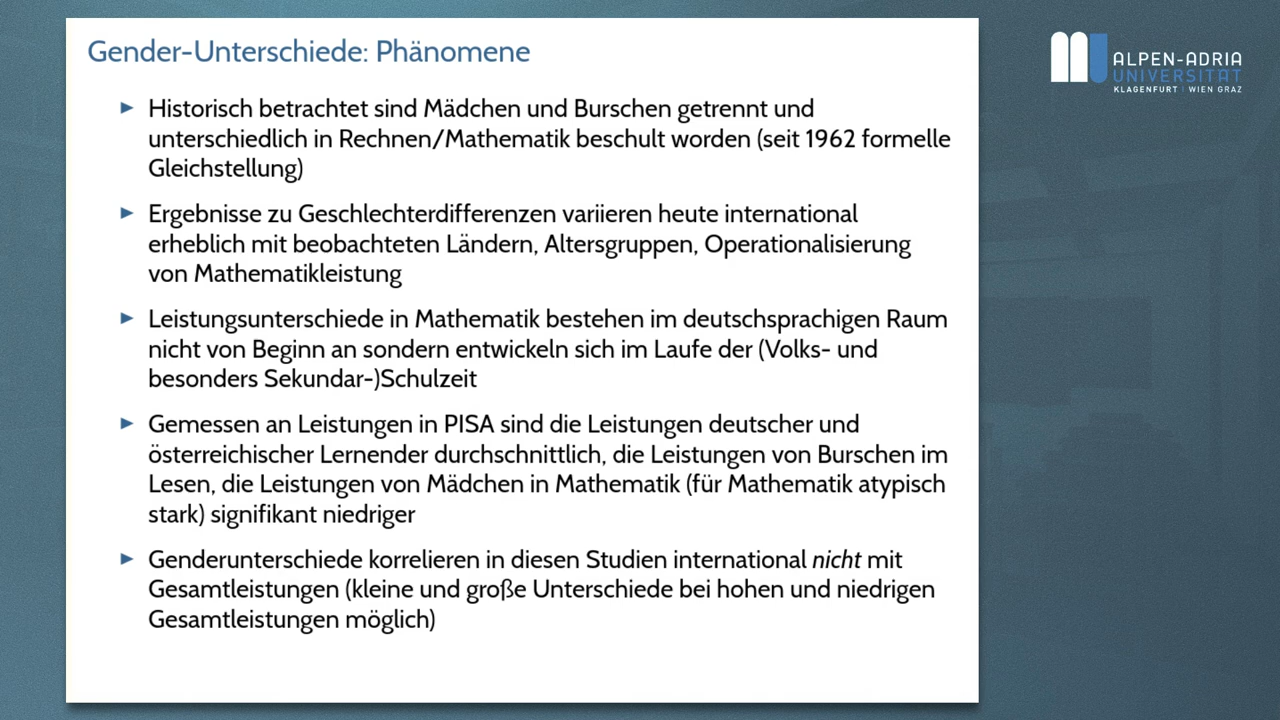 Gender-Unterschiede: Phänomene
► Historisch betrachtet sind Mädchen und Burschen getrennt und
unterschiedlich in Rechnen/Mathematik beschult worden (seit 1962 formelle
Gleichstellung)
► Ergebnisse zu Geschlechterdifferenzen variieren heute international
erheblich mit beobachteten Ländern, Altersgruppen, Operationalisierung
von Mathematikleistung
► Leistungsunterschiede in Mathematik bestehen im deutschsprachigen Raum
nicht von Beginn an sondern entwickeln sich im Laufe der (Volks- und
besonders Sekundar-)Schulzeit
► Gemessen an Leistungen in PISA sind die Leistungen deutscher und
österreichischer Lernender durchschnittlich, die Leistungen von Burschen im
Lesen, die Leistungen von Mädchen in Mathematik (für Mathematik atypisch
stark) signifikant niedriger
► Genderunterschiede korrelieren in diesen Studien international nicht mit
Gesamtleistungen (kleine und große Unterschiede bei hohen und niedrigen
Gesamtleistungen möglich)
ALPEN-ADRIA
UNIVERSITÄT
KLAGENFURT | WIEN GRAZ